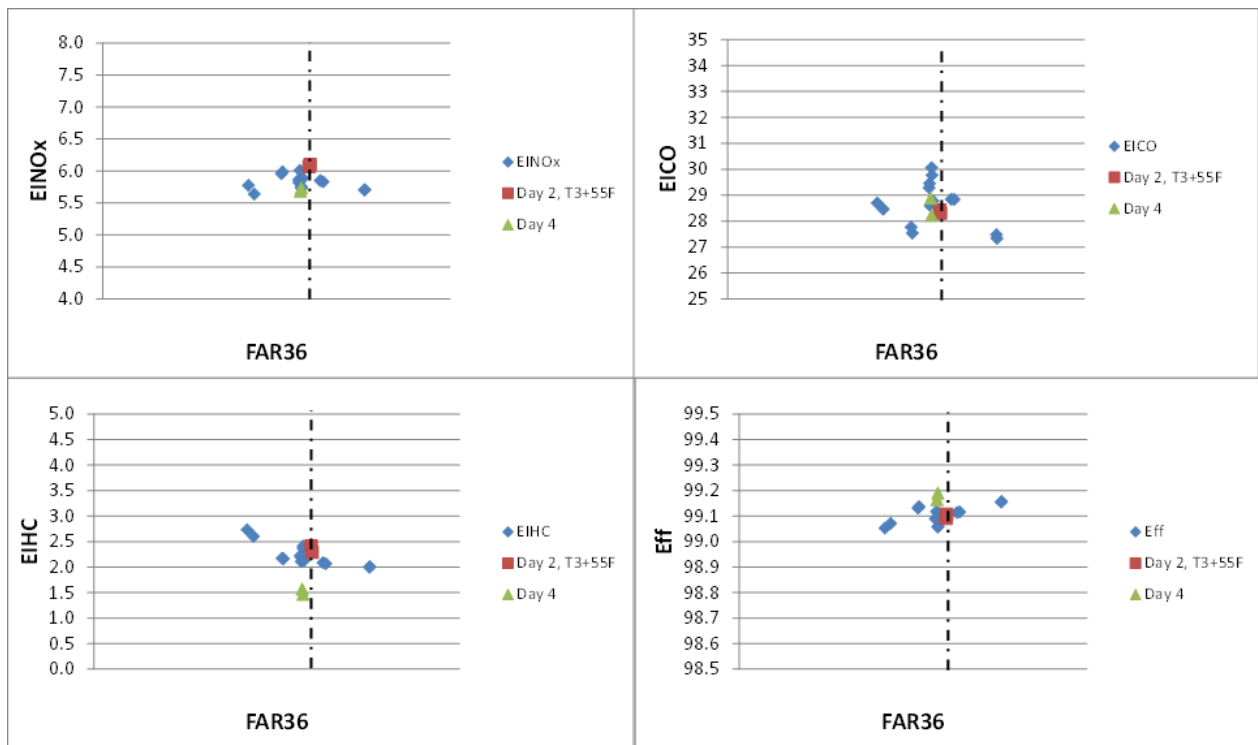 8.0
7.5
7.0
6.5
6.0
5.5
5.0
4.5
4.0
EINOx
FAR36
EINOx
Day 2, T3+55F
Day 4
35
34
33
32
31
30
29
28
27
26
25
EICO
FAR36
EICO
Day 2, T3+55F
Day 4
5.0
4.5
4.0
3.5
3.0
2.5
2.0
1.5
1.0
0.5
0.0
EIHC
FAR36
EIHC
Day 2, T3+55F
Day 4
99.5
99.4
99.3
99.2
99.1
99.0
98.9
98.8
98.7
98.6
98.5
Eff
FAR36
Eff
Day 2, T3+55F
Day 4